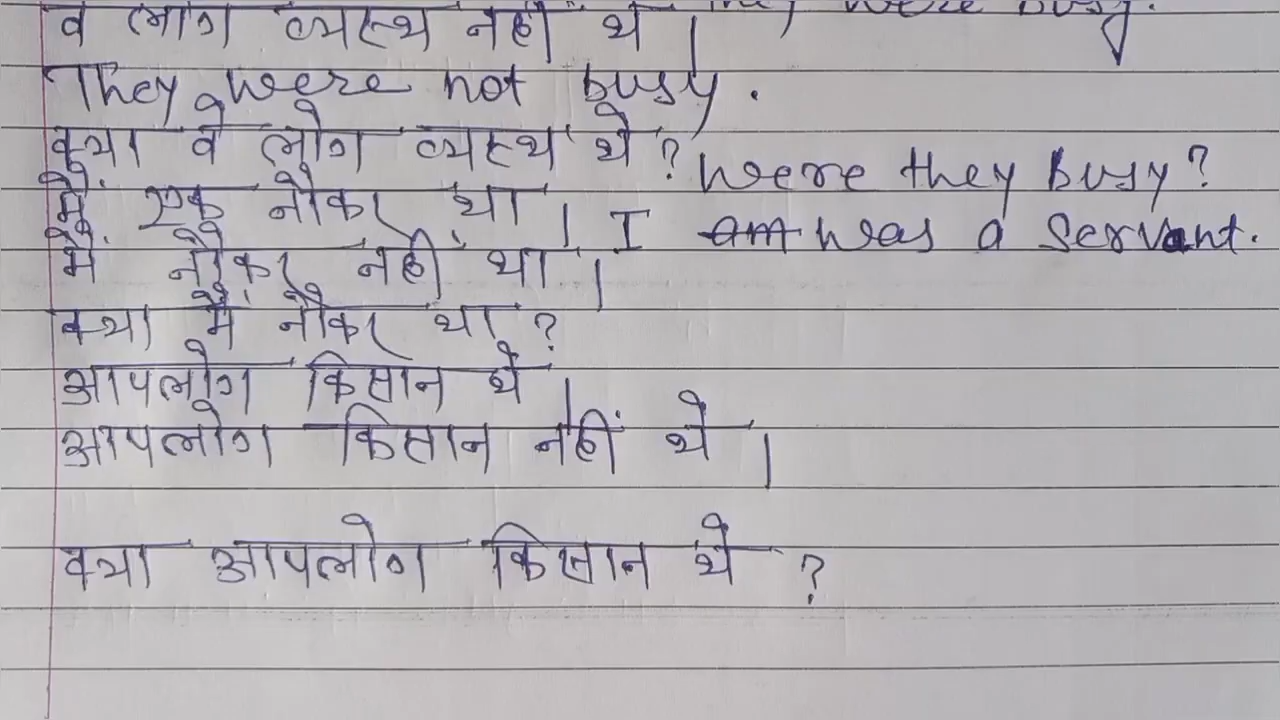 They were busy.
वे लोग व्यस्थ नहीं थे |
They were not busy.
क्या वे लोग व्यस्थ थे ? Were they busy?
मैं एक नौकर था | I am was a servant.
मैं नौकर नहीं था |
क्या मैं नौकर था ?
आपलोग किसान थे |
आपलोग किसान नहीं थे |
क्या आपलोग किसान थे ?